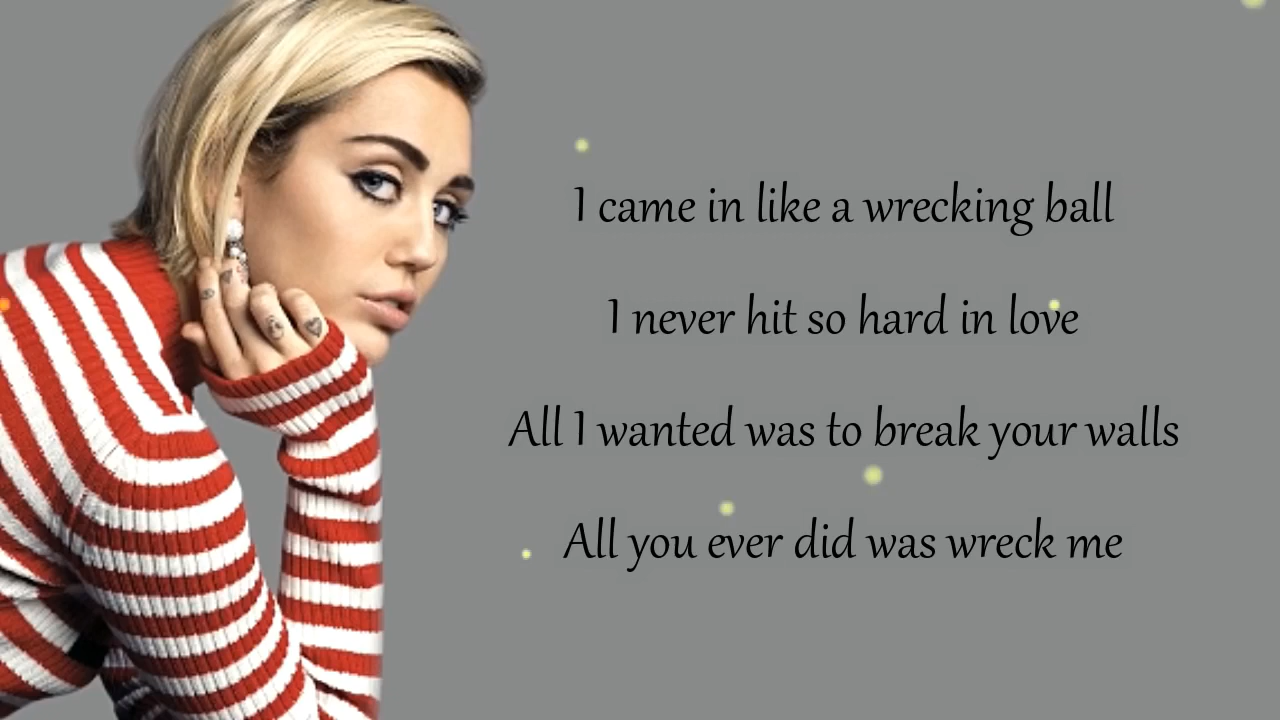 I came in like a wrecking ball
I never hit so hard in love
All I wanted was to break your walls
All you ever did was wreck me